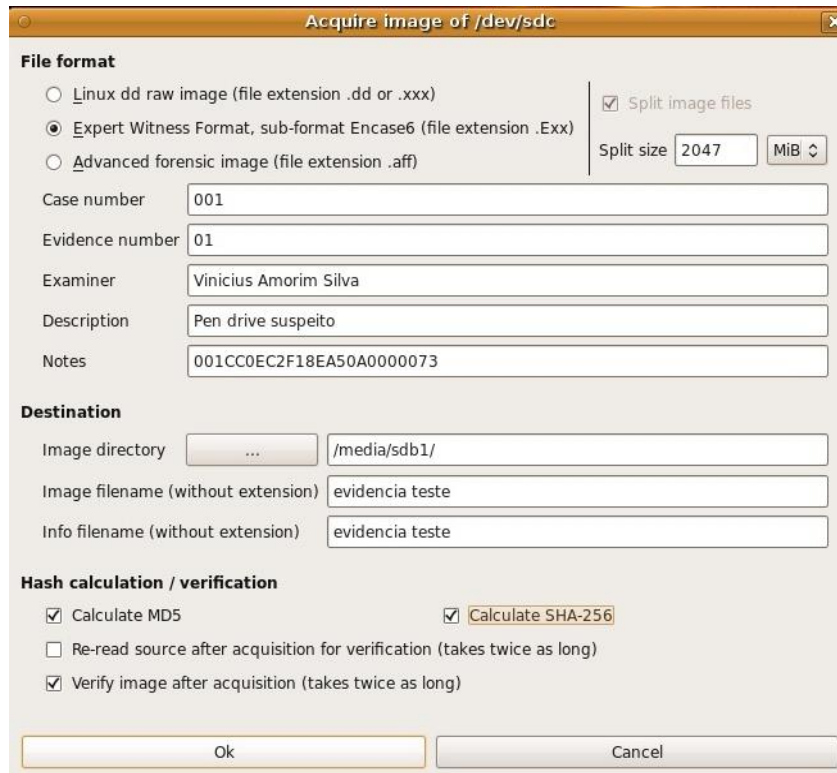 Acquire image of /dev/sdc
File format
Linux dd raw image (file extension .dd or .xxx)
Expert Witness Format, sub-format Encase6 (file extension .Exx)
Advanced forensic image (file extension .aff)
Split image files
Split size 2047 MiB
Case number 001
Evidence number 01
Examiner Vinicius Amorim Silva
Description Pen drive suspeito
Notes 001CC0EC2F18EA50A0000073
Destination
Image directory ... /media/sdb1/
Image filename (without extension) evidencia teste
Info filename (without extension) evidencia teste
Hash calculation / verification
Calculate MD5 Calculate SHA-256
Re-read source after acquisition for verification (takes twice as long)
Verify image after acquisition (takes twice as long)
Ok Cancel